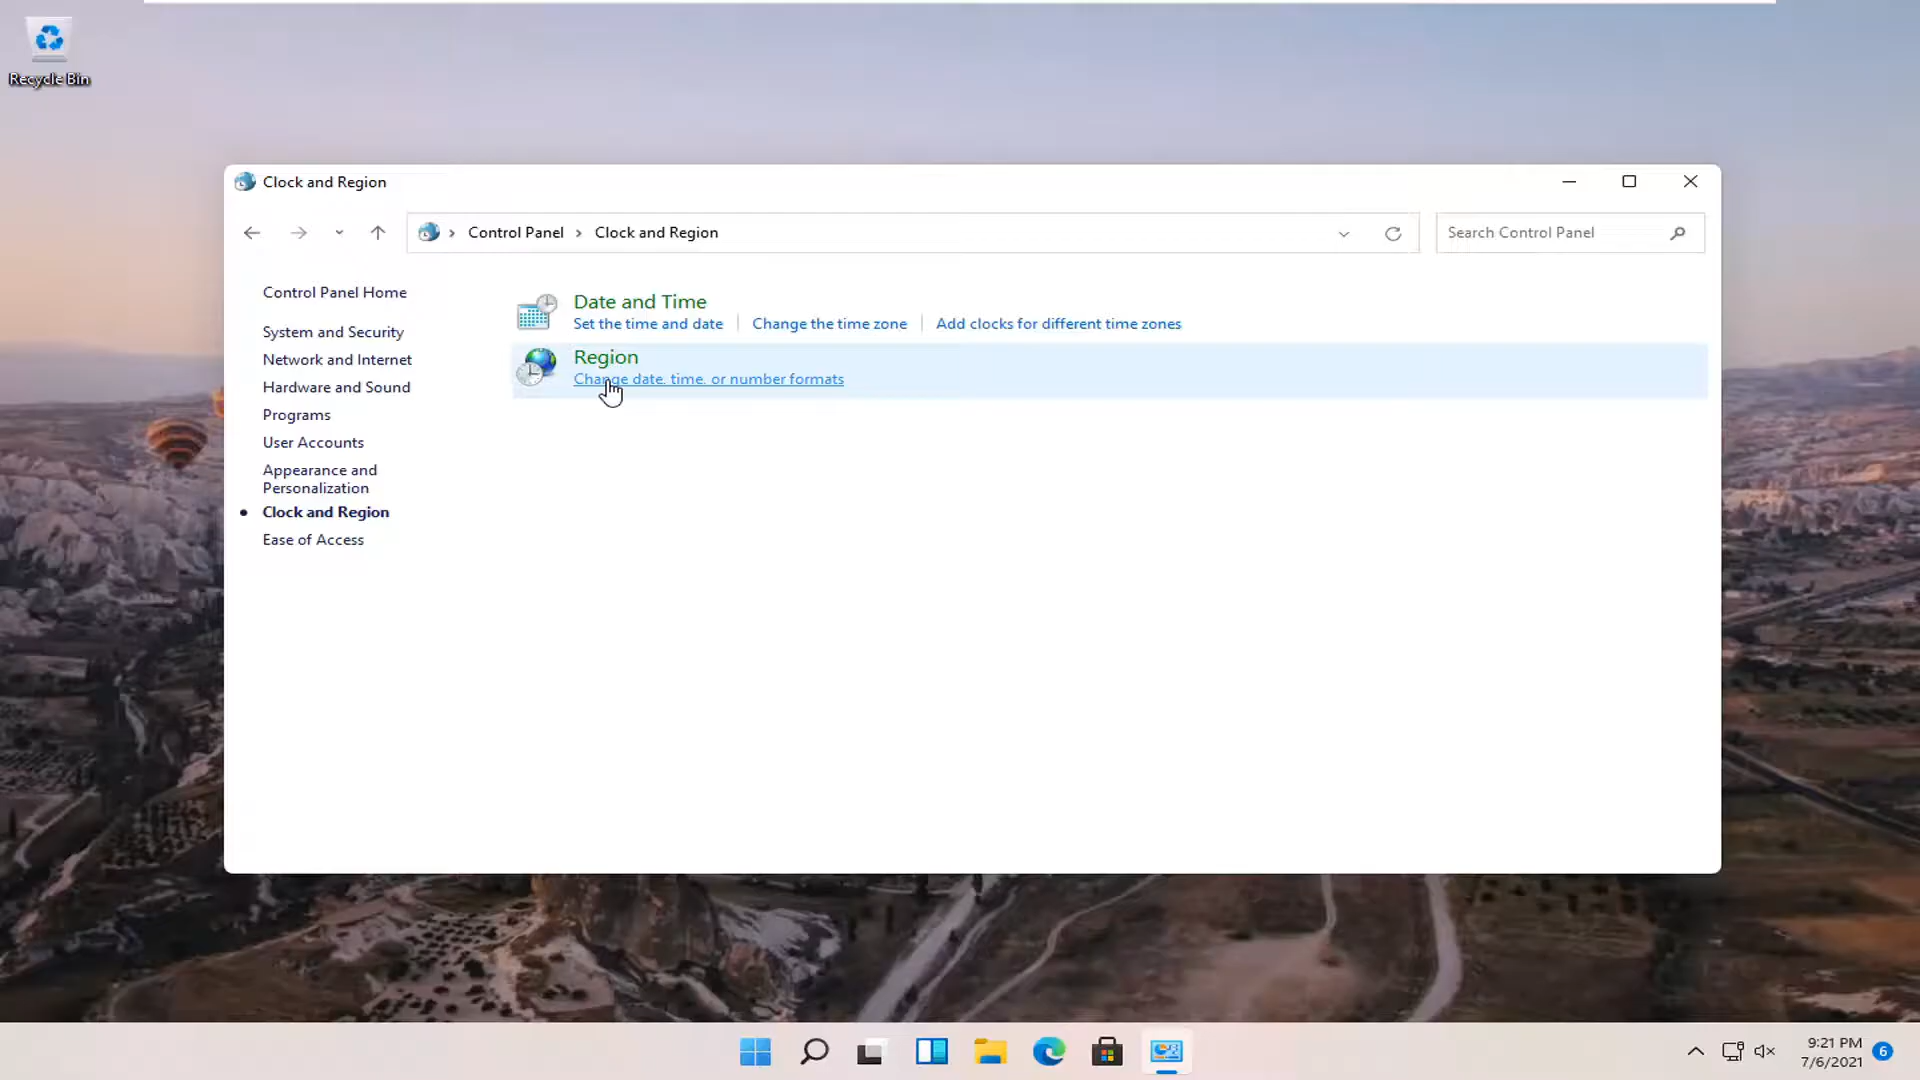 Recycle Bin
Clock and Region
Control Panel > Clock and Region
Search Control Panel
Control Panel Home
System and Security
Network and Internet
Hardware and Sound
Programs
User Accounts
Appearance and
Personalization
Clock and Region
Ease of Access
Date and Time
Set the time and date
Change the time zone
Add clocks for different time zones
Region
Change date, time, or number formats
9:21 PM
7/6/2021
6